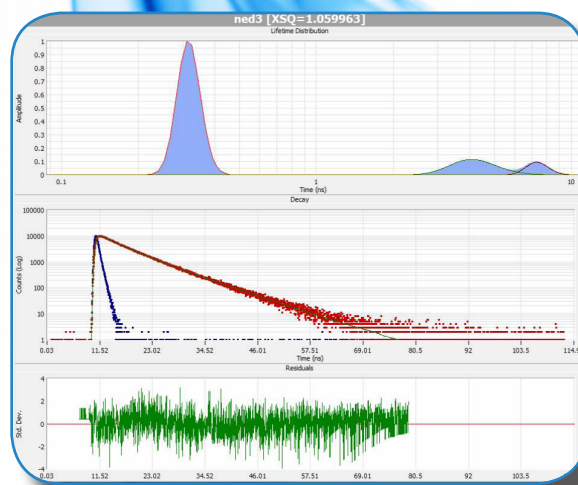 ned3 [XSQ=1.059963]
Lifetime Distribution
Amplitude
1
0.9
0.8
0.7
0.6
0.5
0.4
0.3
0.2
0.1
0
0.1 1 10
Time (ns)
Decay
Counts (Log)
100000
10000
1000
100
10
1
0.03 11.52 23.02 34.52 46.01 57.51 69.01 80.5 92 103.5 114.9
Time (ns)
Residuals
Std. Dev.
4
2
0
-2
-4
0.03 11.52 23.02 34.52 46.01 57.51 69.01 80.5 92 103.5